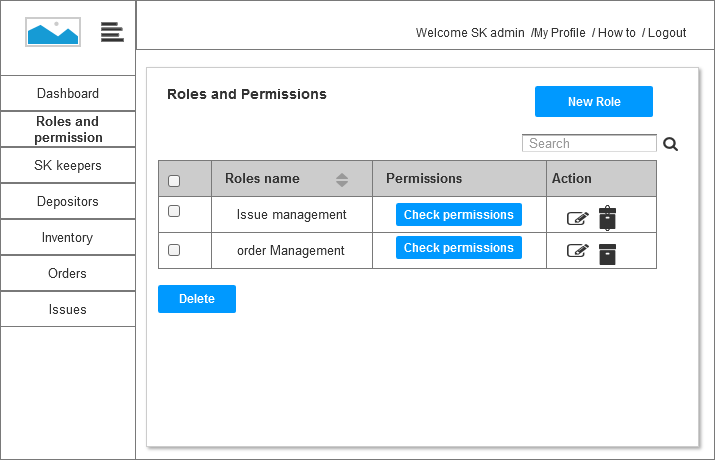 Welcome SK admin /My Profile / How to / Logout
Dashboard
Roles and
permission
SK keepers
Depositors
Inventory
Orders
Issues
Roles and Permissions
New Role
Search
Roles name Permissions Action
Issue management Check permissions
order Management Check permissions
Delete